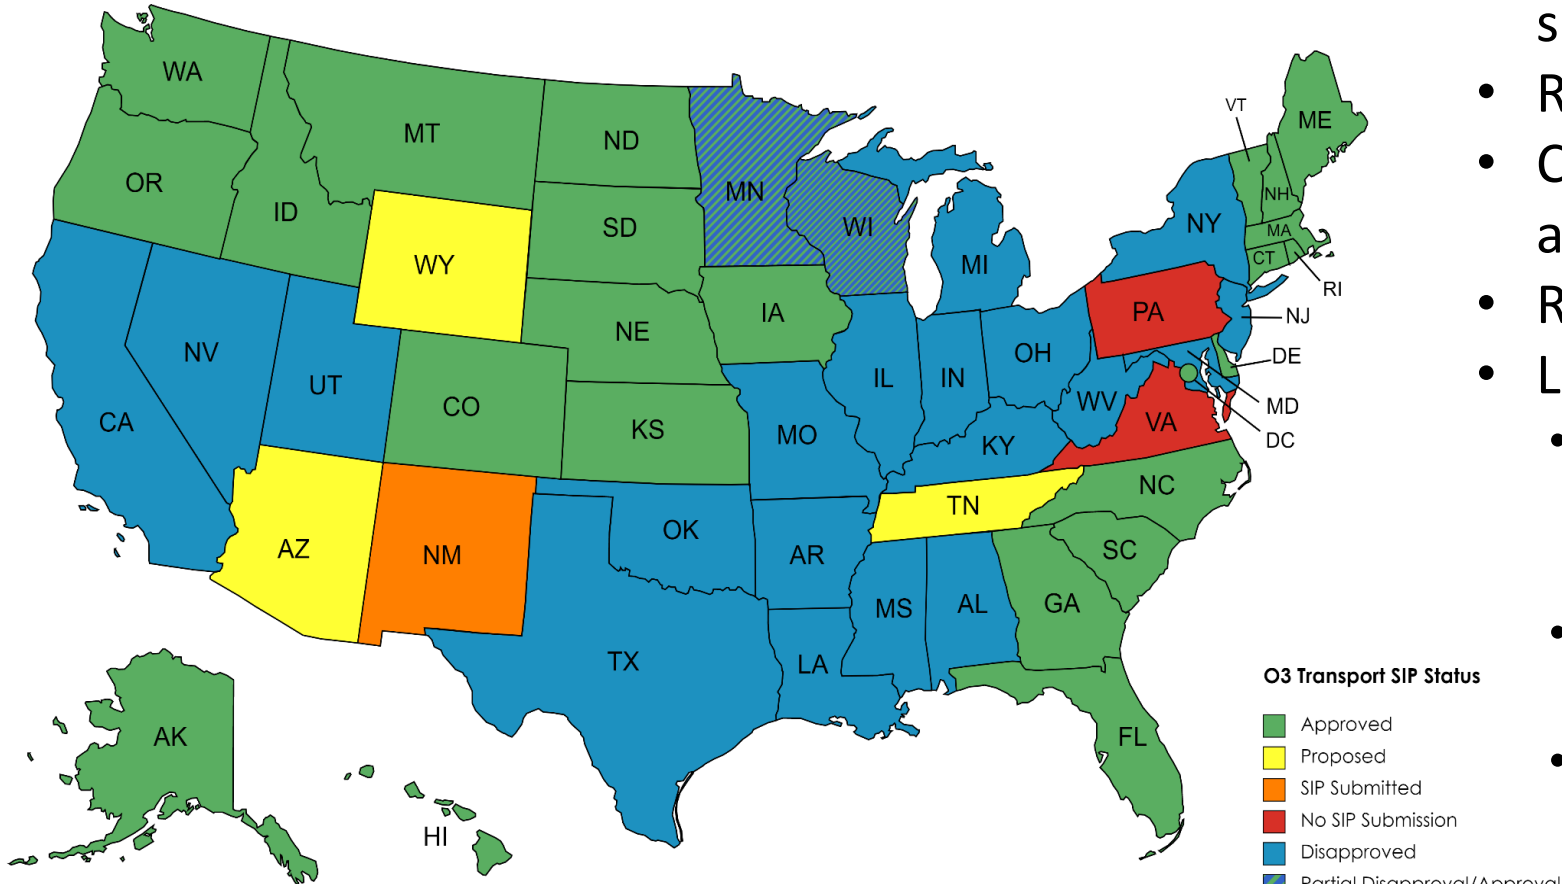 s
• R
• C
a
• R
• L
•
•
•
WA
MT
ND
MN
ME
VT
OR
ID
SD
WI
NH
NY
MA
WY
MI
CT
RI
IA
PA
NJ
NE
NV
OH
DE
UT
IL
IN
CO
WV
MD
CA
KS
MO
VA
DC
KY
NC
TN
OK
AZ
NM
AR
SC
MS
AL
GA
TX
LA
AK
FL
HI
O3 Transport SIP Status
Approved
Proposed
SIP Submitted
No SIP Submission
Disapproved
Partial Disapproval/Approval